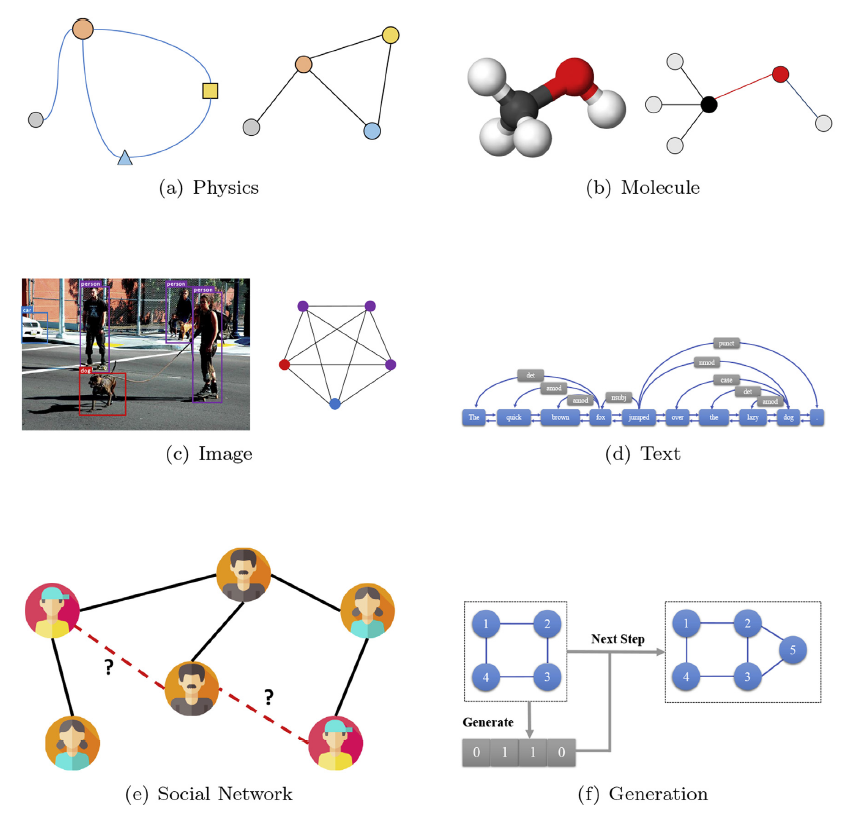 (a) Physics
(b) Molecule
person
person
person
dog
(c) Image
punct
nmod
case
det
det
amod
amod
amod
nsubj
The quick brown fox jumped over the lazy dog .
(d) Text
?
?
(e) Social Network
1 2
4 3
Next Step
1 2
5
4 3
Generate
0 1 1 0
(f) Generation